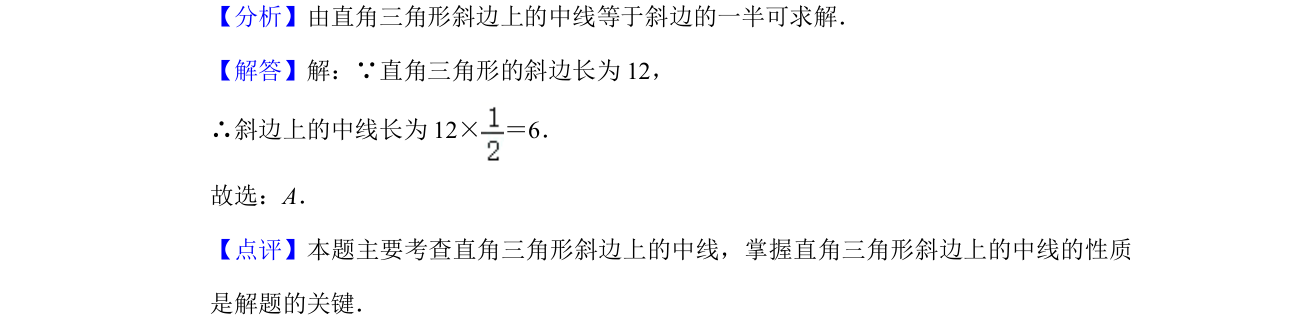 【分析】由直角三角形斜边上的中线等于斜边的一半可求解．
【解答】解：∵直角三角形的斜边长为 12，
∴斜边上的中线长为 12×1/2＝6．
故选：A．
【点评】本题主要考查直角三角形斜边上的中线，掌握直角三角形斜边上的中线的性质
是解题的关键．